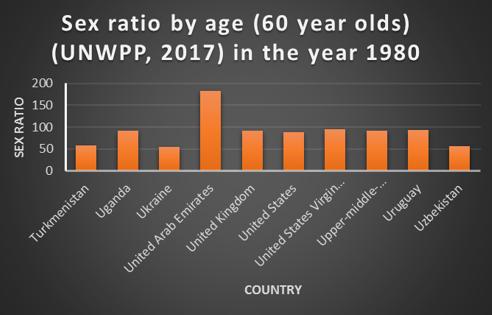 Sex ratio by age (60 year olds)
(UNWPP, 2017) in the year 1980
SEX RATIO
200
150
100
50
0
Turkmenistan
Uganda
Ukraine
United Arab Emirates
United Kingdom
United States
United States Virgin...
Upper-middle-...
Uruguay
Uzbekistan
COUNTRY